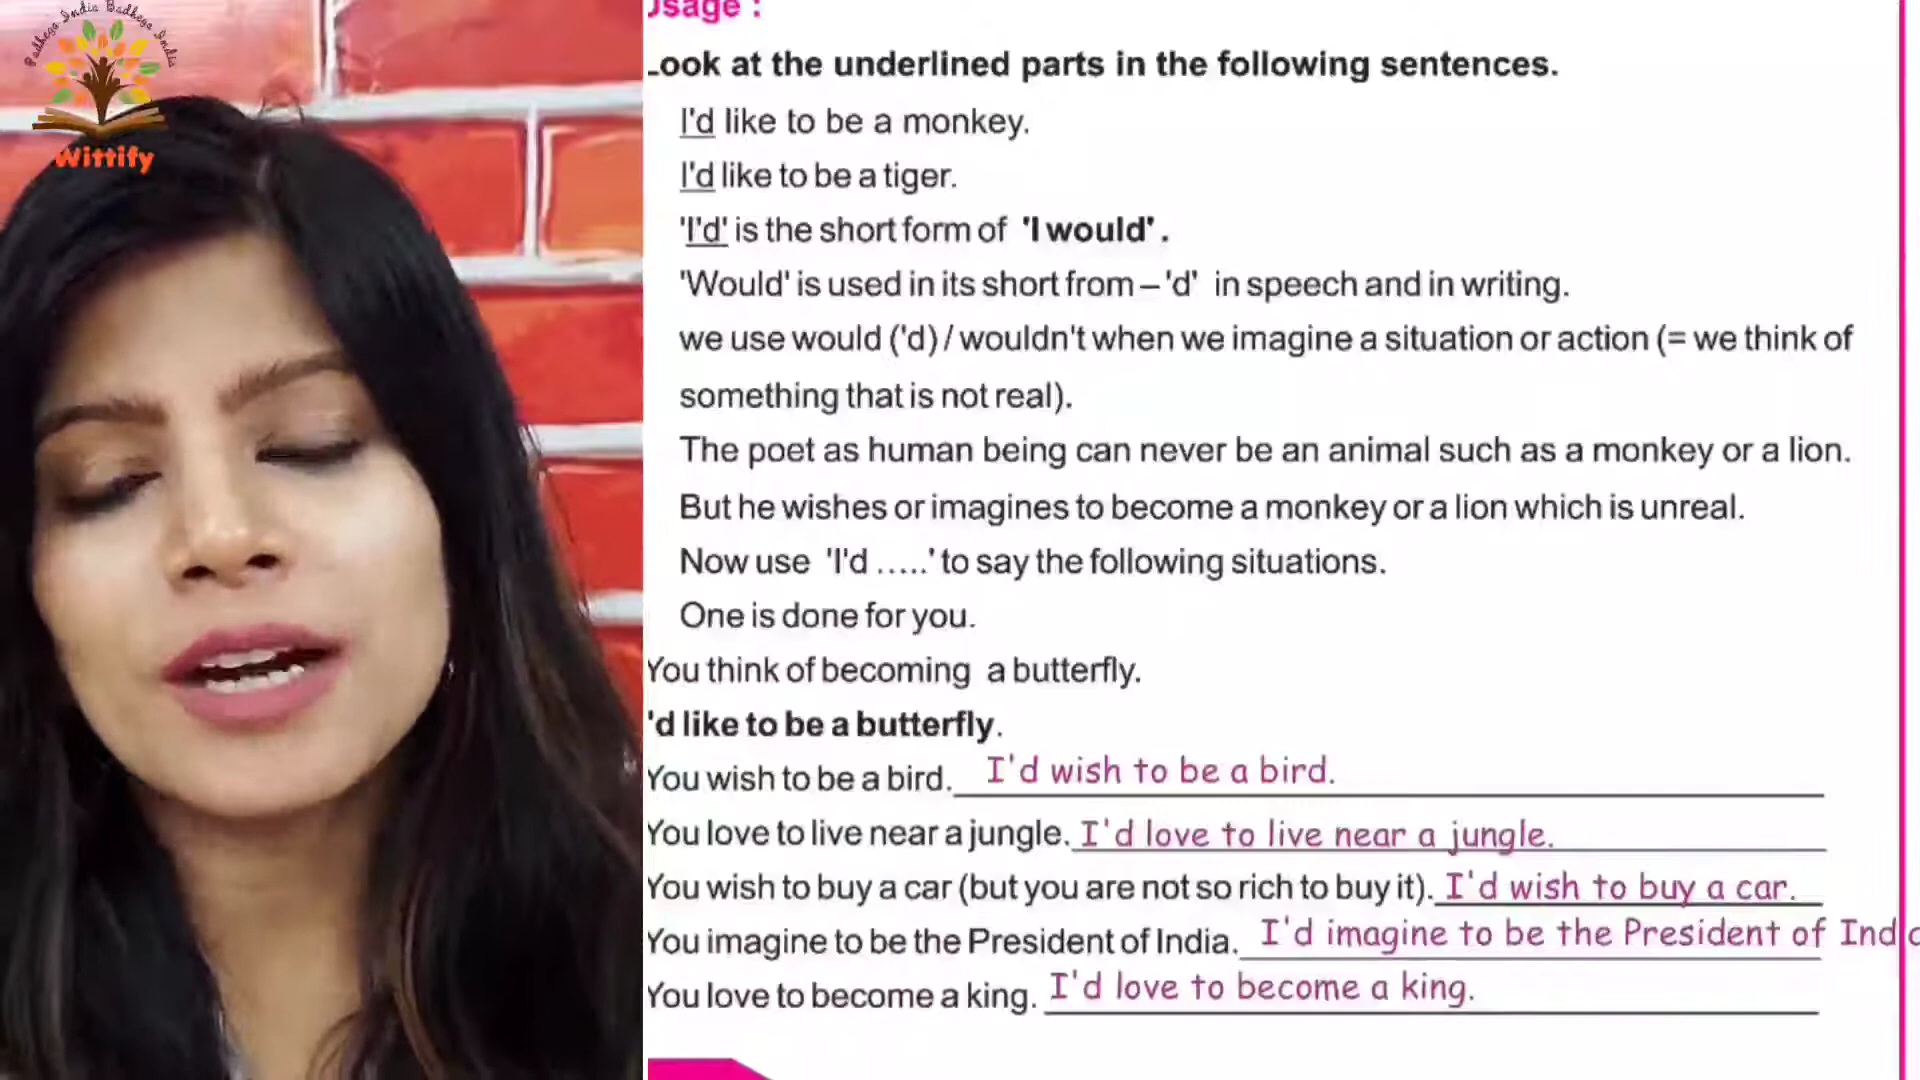 Padhega India Badhega India
Wittify
Usage :
Look at the underlined parts in the following sentences.
I'd like to be a monkey.
I'd like to be a tiger.
'I'd' is the short form of 'I would' .
'Would' is used in its short from – 'd' in speech and in writing.
we use would ('d) / wouldn't when we imagine a situation or action (= we think of
something that is not real).
The poet as human being can never be an animal such as a monkey or a lion.
But he wishes or imagines to become a monkey or a lion which is unreal.
Now use 'I'd .....' to say the following situations.
One is done for you.
You think of becoming a butterfly.
'd like to be a butterfly.
You wish to be a bird. I'd wish to be a bird.
You love to live near a jungle. I'd love to live near a jungle.
You wish to buy a car (but you are not so rich to buy it). I'd wish to buy a car.
You imagine to be the President of India. I'd imagine to be the President of Indi
You love to become a king. I'd love to become a king.